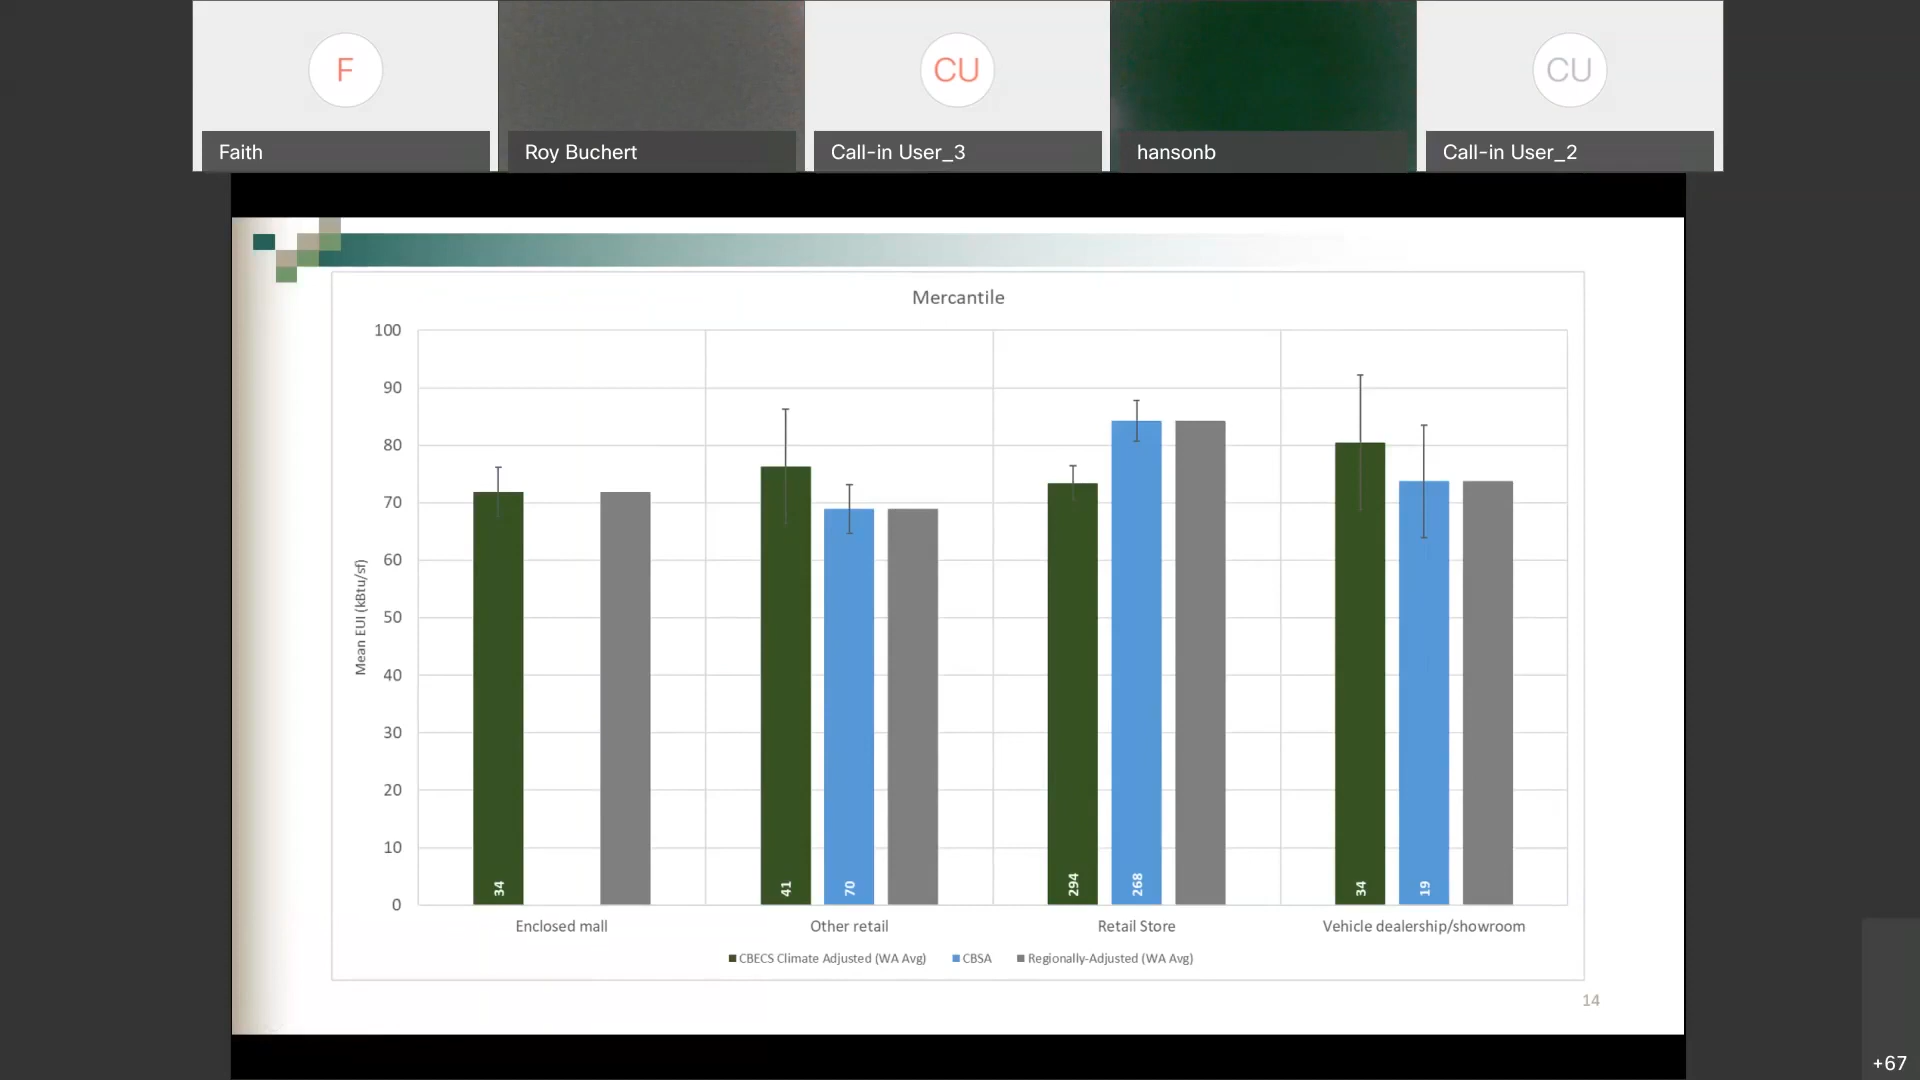 F
CU
CU
Faith
Roy Buchert
Call-in User_3
hansonb
Call-in User_2
Mercantile
100
90
80
70
60
50
40
30
20
10
0
Mean EUI (kBtu/sf)
34
41
70
294
268
34
19
Enclosed mall
Other retail
Retail Store
Vehicle dealership/showroom
CBECS Climate Adjusted (WA Avg)
CBSA
Regionally-Adjusted (WA Avg)
14
+67